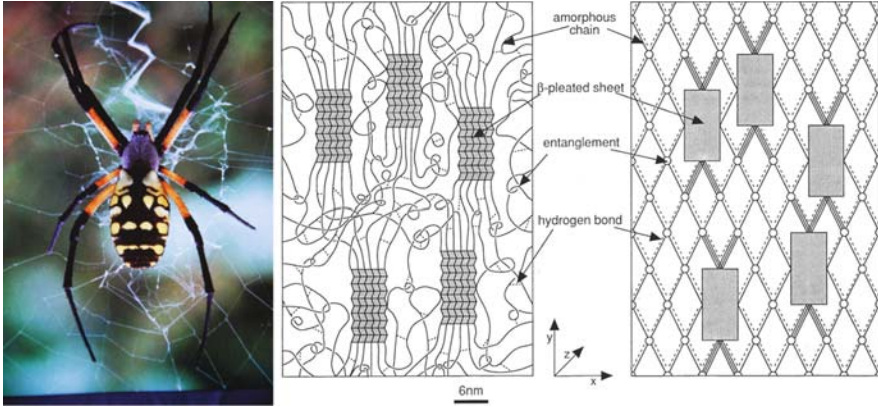 amorphous
chain
β-pleated sheet
entanglement
hydrogen bond
y
z
x
6nm